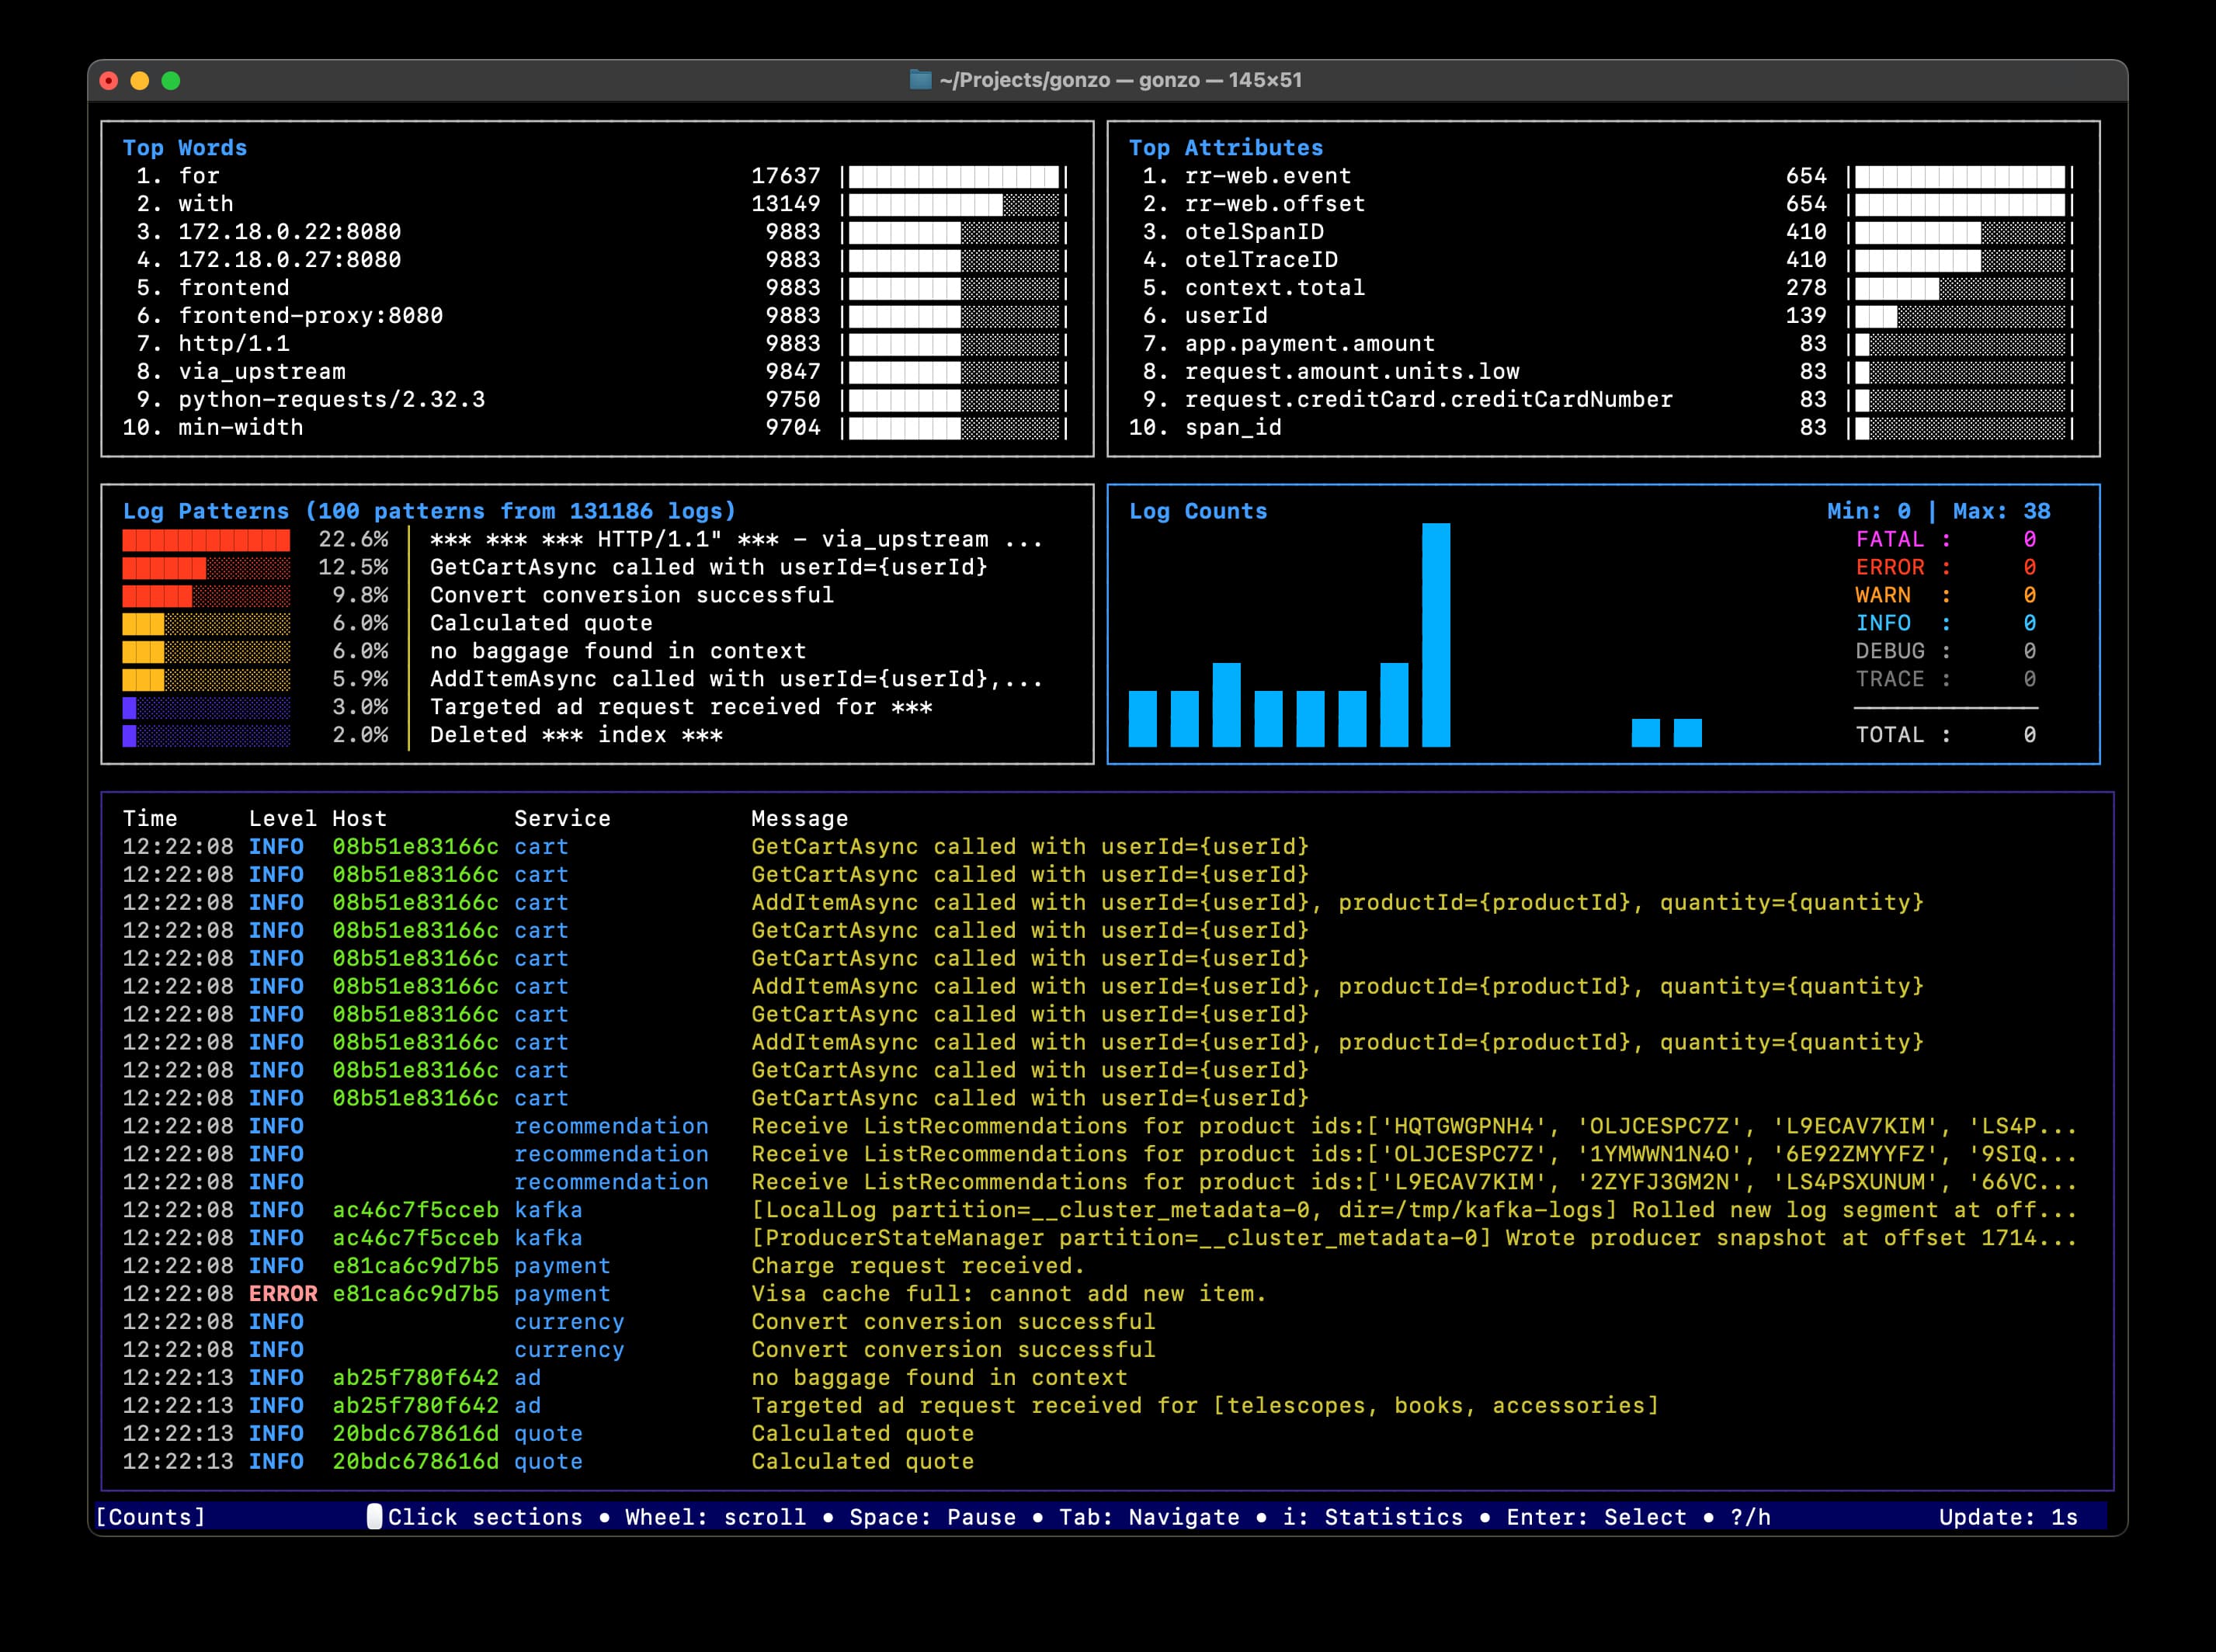 ~/Projects/gonzo — gonzo — 145×51
Top Words
1. for 17637
2. with 13149
3. 172.18.0.22:8080 9883
4. 172.18.0.27:8080 9883
5. frontend 9883
6. frontend-proxy:8080 9883
7. http/1.1 9883
8. via_upstream 9847
9. python-requests/2.32.3 9750
10. min-width 9704
Top Attributes
1. rr-web.event 654
2. rr-web.offset 654
3. otelSpanID 410
4. otelTraceID 410
5. context.total 278
6. userId 139
7. app.payment.amount 83
8. request.amount.units.low 83
9. request.creditCard.creditCardNumber 83
10. span_id 83
Log Patterns (100 patterns from 131186 logs)
22.6% *** *** *** HTTP/1.1" *** – via_upstream ...
12.5% GetCartAsync called with userId={userId}
9.8% Convert conversion successful
6.0% Calculated quote
6.0% no baggage found in context
5.9% AddItemAsync called with userId={userId},...
3.0% Targeted ad request received for ***
2.0% Deleted *** index ***
Log Counts Min: 0 | Max: 38
FATAL : 0
ERROR : 0
WARN : 0
INFO : 0
DEBUG : 0
TRACE : 0
TOTAL : 0
Time Level Host Service Message
12:22:08 INFO 08b51e83166c cart GetCartAsync called with userId={userId}
12:22:08 INFO 08b51e83166c cart GetCartAsync called with userId={userId}
12:22:08 INFO 08b51e83166c cart AddItemAsync called with userId={userId}, productId={productId}, quantity={quantity}
12:22:08 INFO 08b51e83166c cart GetCartAsync called with userId={userId}
12:22:08 INFO 08b51e83166c cart GetCartAsync called with userId={userId}
12:22:08 INFO 08b51e83166c cart AddItemAsync called with userId={userId}, productId={productId}, quantity={quantity}
12:22:08 INFO 08b51e83166c cart GetCartAsync called with userId={userId}
12:22:08 INFO 08b51e83166c cart AddItemAsync called with userId={userId}, productId={productId}, quantity={quantity}
12:22:08 INFO 08b51e83166c cart GetCartAsync called with userId={userId}
12:22:08 INFO 08b51e83166c cart GetCartAsync called with userId={userId}
12:22:08 INFO recommendation Receive ListRecommendations for product ids:['HQTGWGPNH4', 'OLJCESPC7Z', 'L9ECAV7KIM', 'LS4P...
12:22:08 INFO recommendation Receive ListRecommendations for product ids:['OLJCESPC7Z', '1YMWWN1N4O', '6E92ZMYYFZ', '9SIQ...
12:22:08 INFO recommendation Receive ListRecommendations for product ids:['L9ECAV7KIM', '2ZYFJ3GM2N', 'LS4PSXUNUM', '66VC...
12:22:08 INFO ac46c7f5cceb kafka [LocalLog partition=__cluster_metadata-0, dir=/tmp/kafka-logs] Rolled new log segment at off...
12:22:08 INFO ac46c7f5cceb kafka [ProducerStateManager partition=__cluster_metadata-0] Wrote producer snapshot at offset 1714...
12:22:08 INFO e81ca6c9d7b5 payment Charge request received.
12:22:08 ERROR e81ca6c9d7b5 payment Visa cache full: cannot add new item.
12:22:08 INFO currency Convert conversion successful
12:22:08 INFO currency Convert conversion successful
12:22:13 INFO ab25f780f642 ad no baggage found in context
12:22:13 INFO ab25f780f642 ad Targeted ad request received for [telescopes, books, accessories]
12:22:13 INFO 20bdc678616d quote Calculated quote
12:22:13 INFO 20bdc678616d quote Calculated quote
[Counts] Click sections • Wheel: scroll • Space: Pause • Tab: Navigate • i: Statistics • Enter: Select • ?/h Update: 1s